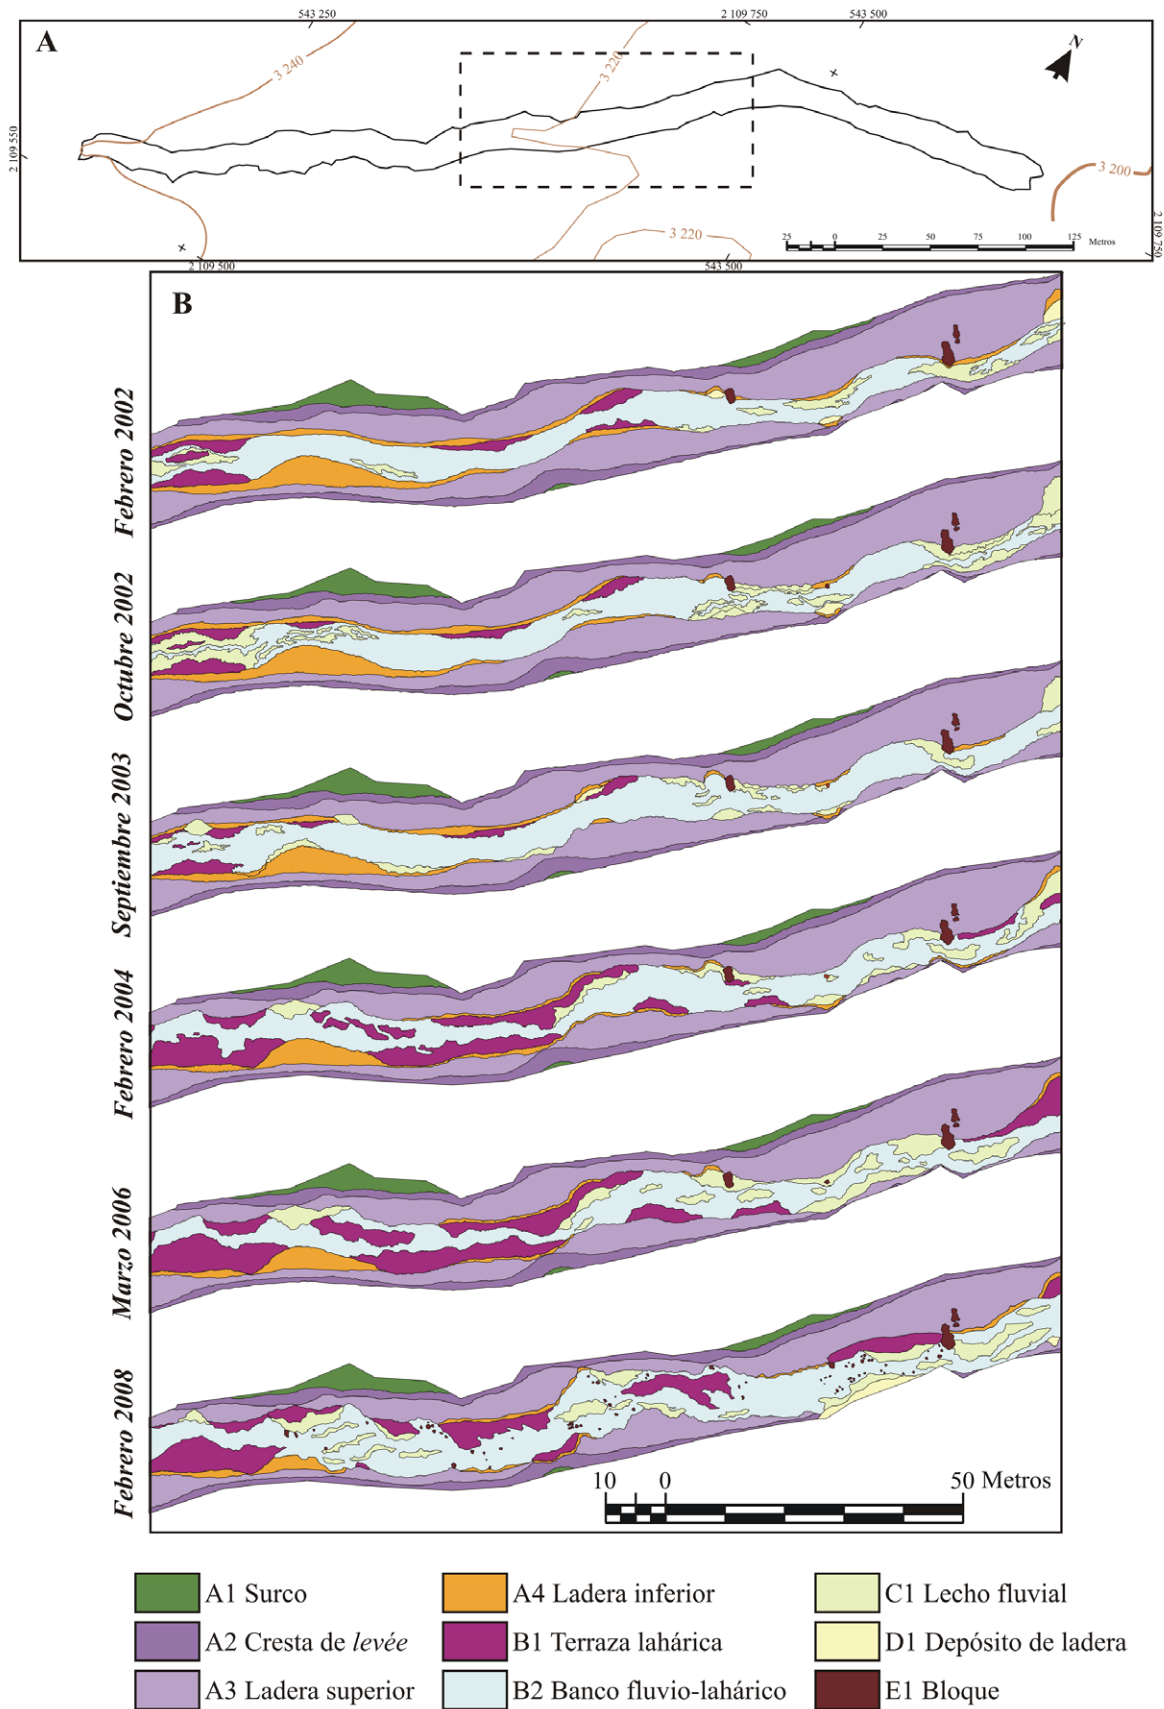 543 250
2 109 750
543 500
A
N
3 240
3 220
2 109 550
3 200
3 220
25 0 25 50 75 100 125 Metros
2 109 750
2 109 500
543 500
B
Febrero 2002
Octubre 2002
Septiembre 2003
Febrero 2004
Marzo 2006
Febrero 2008
10 0 50 Metros
A1 Surco
A2 Cresta de levée
A3 Ladera superior
A4 Ladera inferior
B1 Terraza lahárica
B2 Banco fluvio-lahárico
C1 Lecho fluvial
D1 Depósito de ladera
E1 Bloque